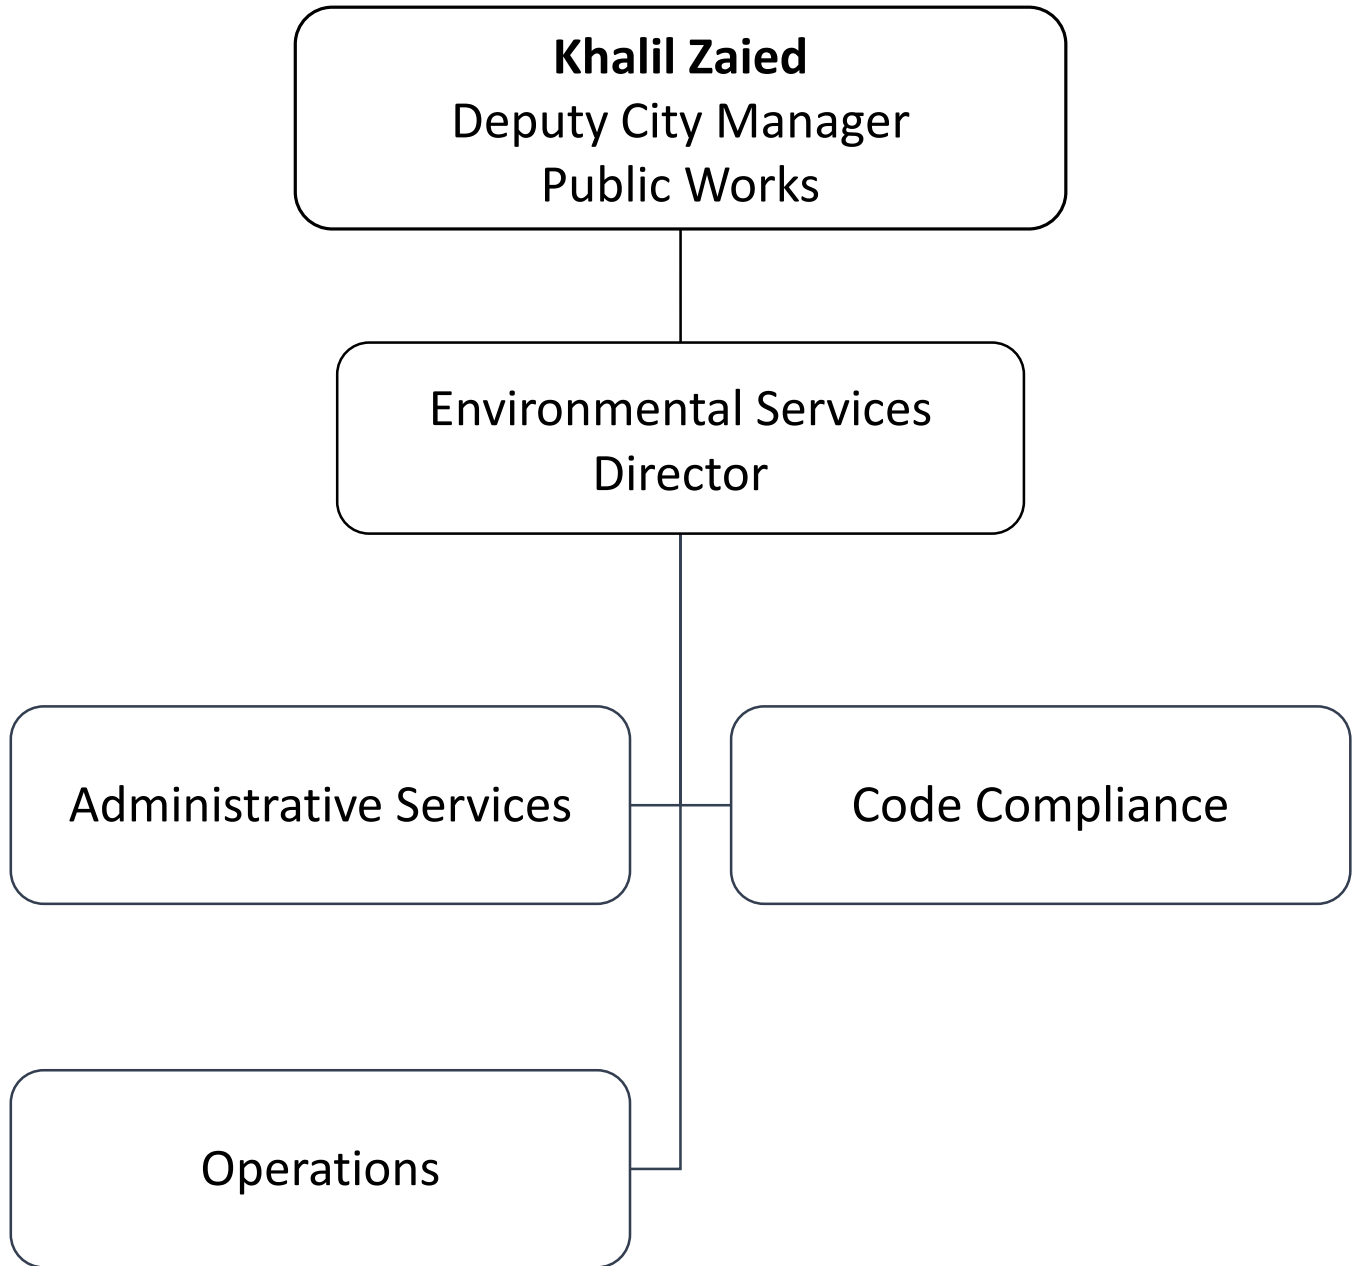 Khalil Zaied
Deputy City Manager
Public Works
Environmental Services
Director
Administrative Services
Code Compliance
Operations